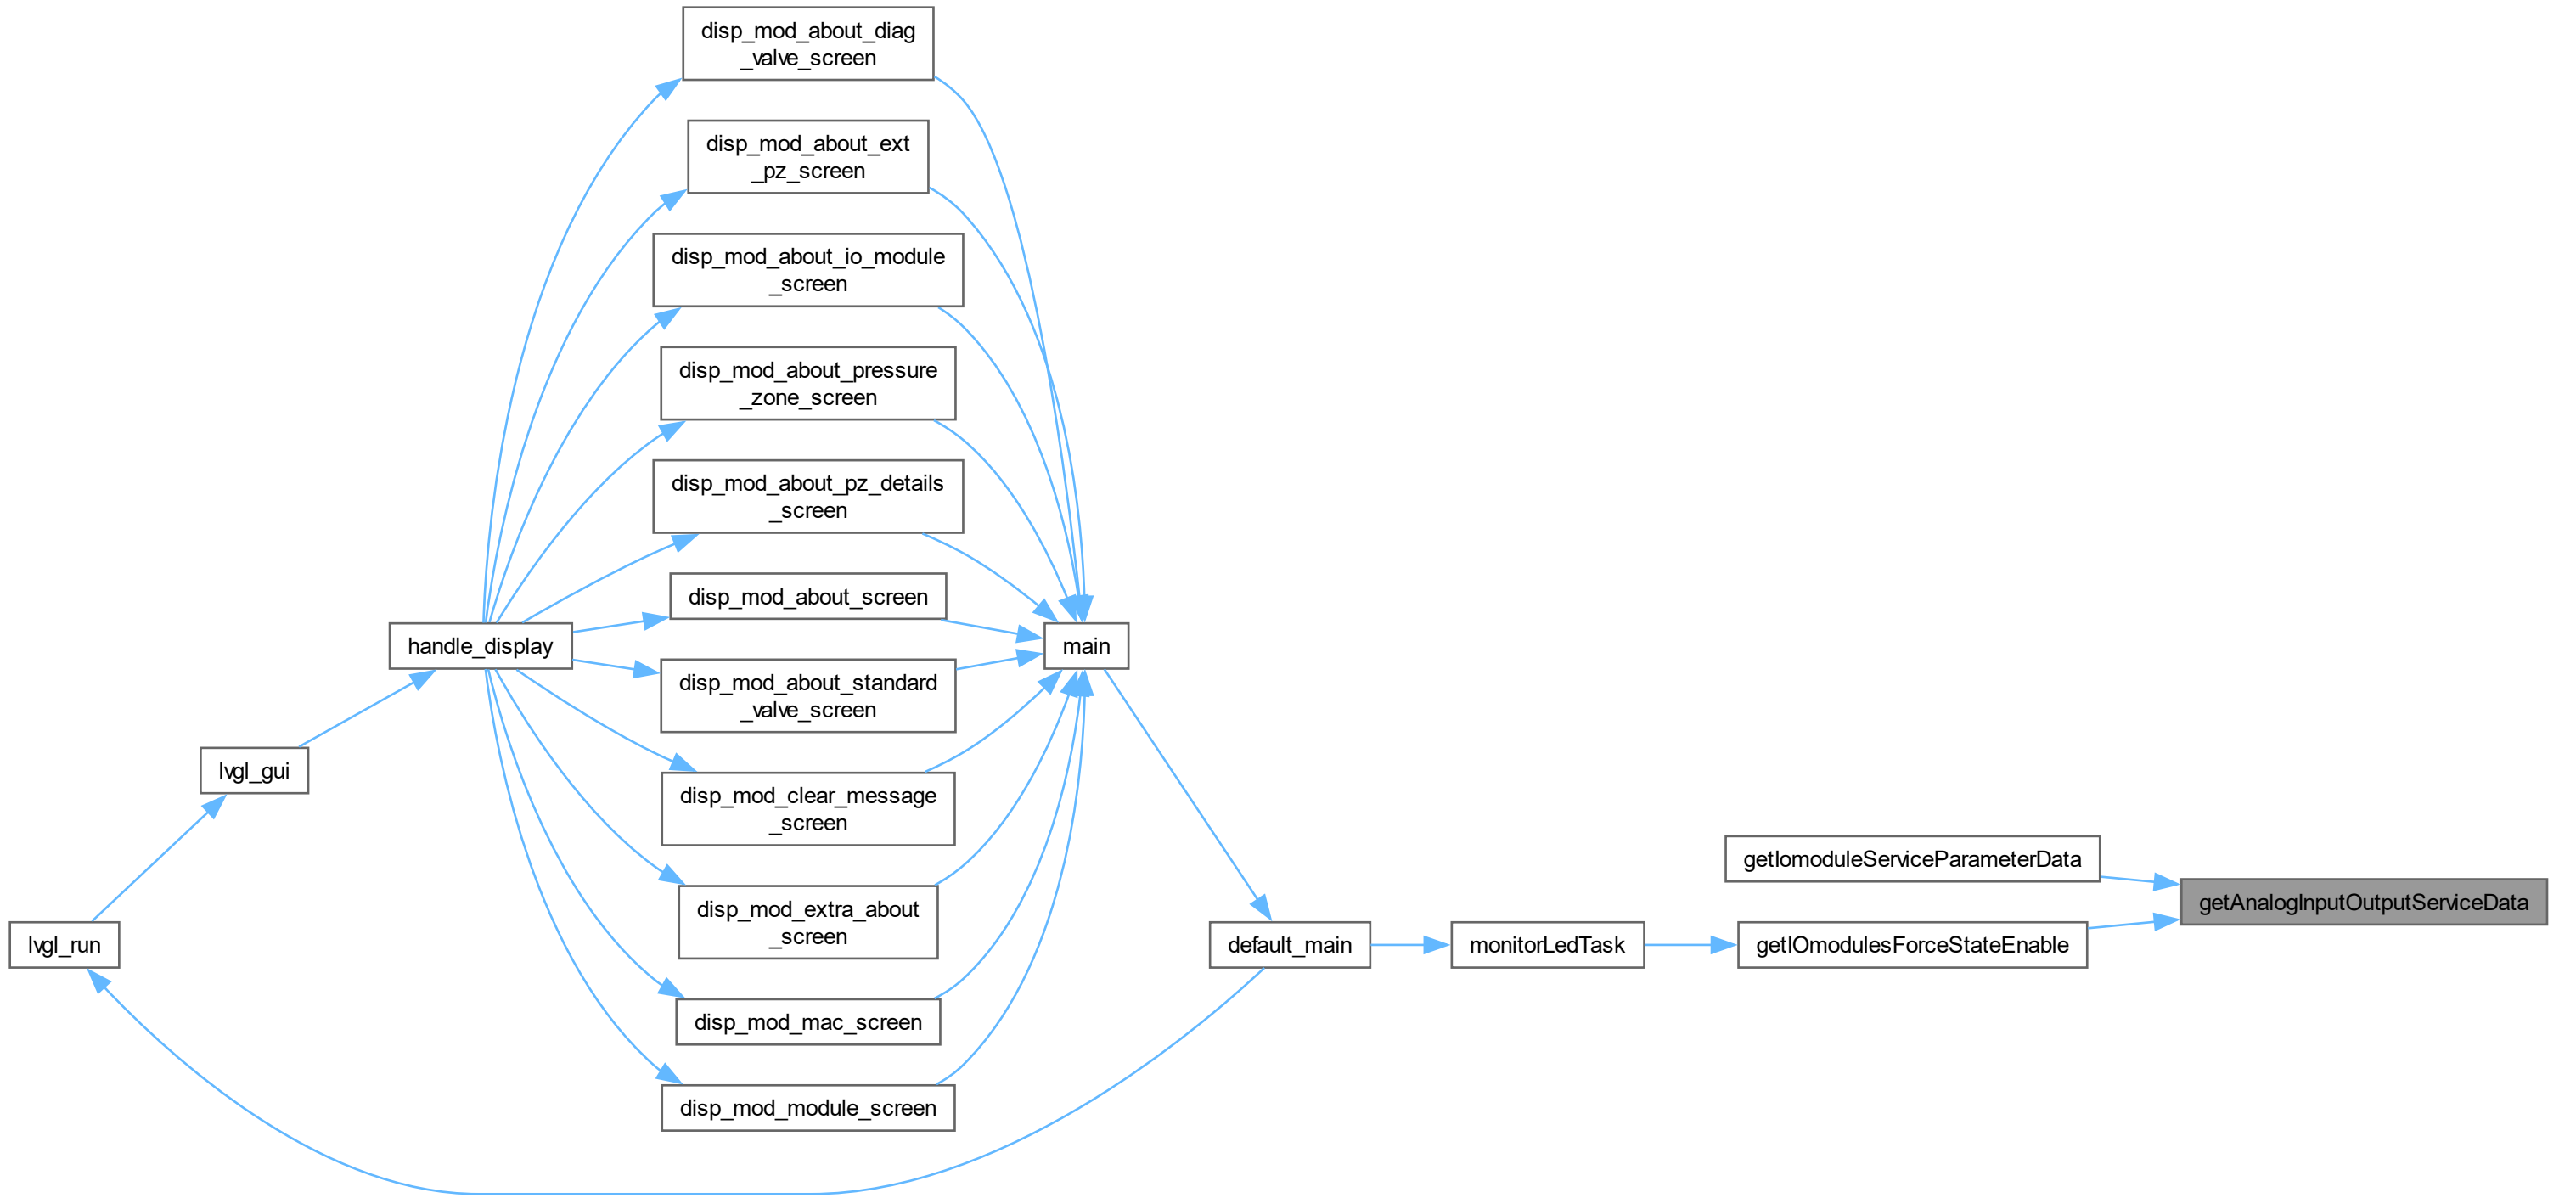 disp_mod_about_diag
_valve_screen
disp_mod_about_ext
_pz_screen
disp_mod_about_io_module
_screen
disp_mod_about_pressure
_zone_screen
disp_mod_about_pz_details
_screen
disp_mod_about_screen
handle_display
main
disp_mod_about_standard
_valve_screen
lvgl_gui
disp_mod_clear_message
_screen
getIomoduleServiceParameterData
getAnalogInputOutputServiceData
disp_mod_extra_about
_screen
lvgl_run
default_main
monitorLedTask
getIOmodulesForceStateEnable
disp_mod_mac_screen
disp_mod_module_screen